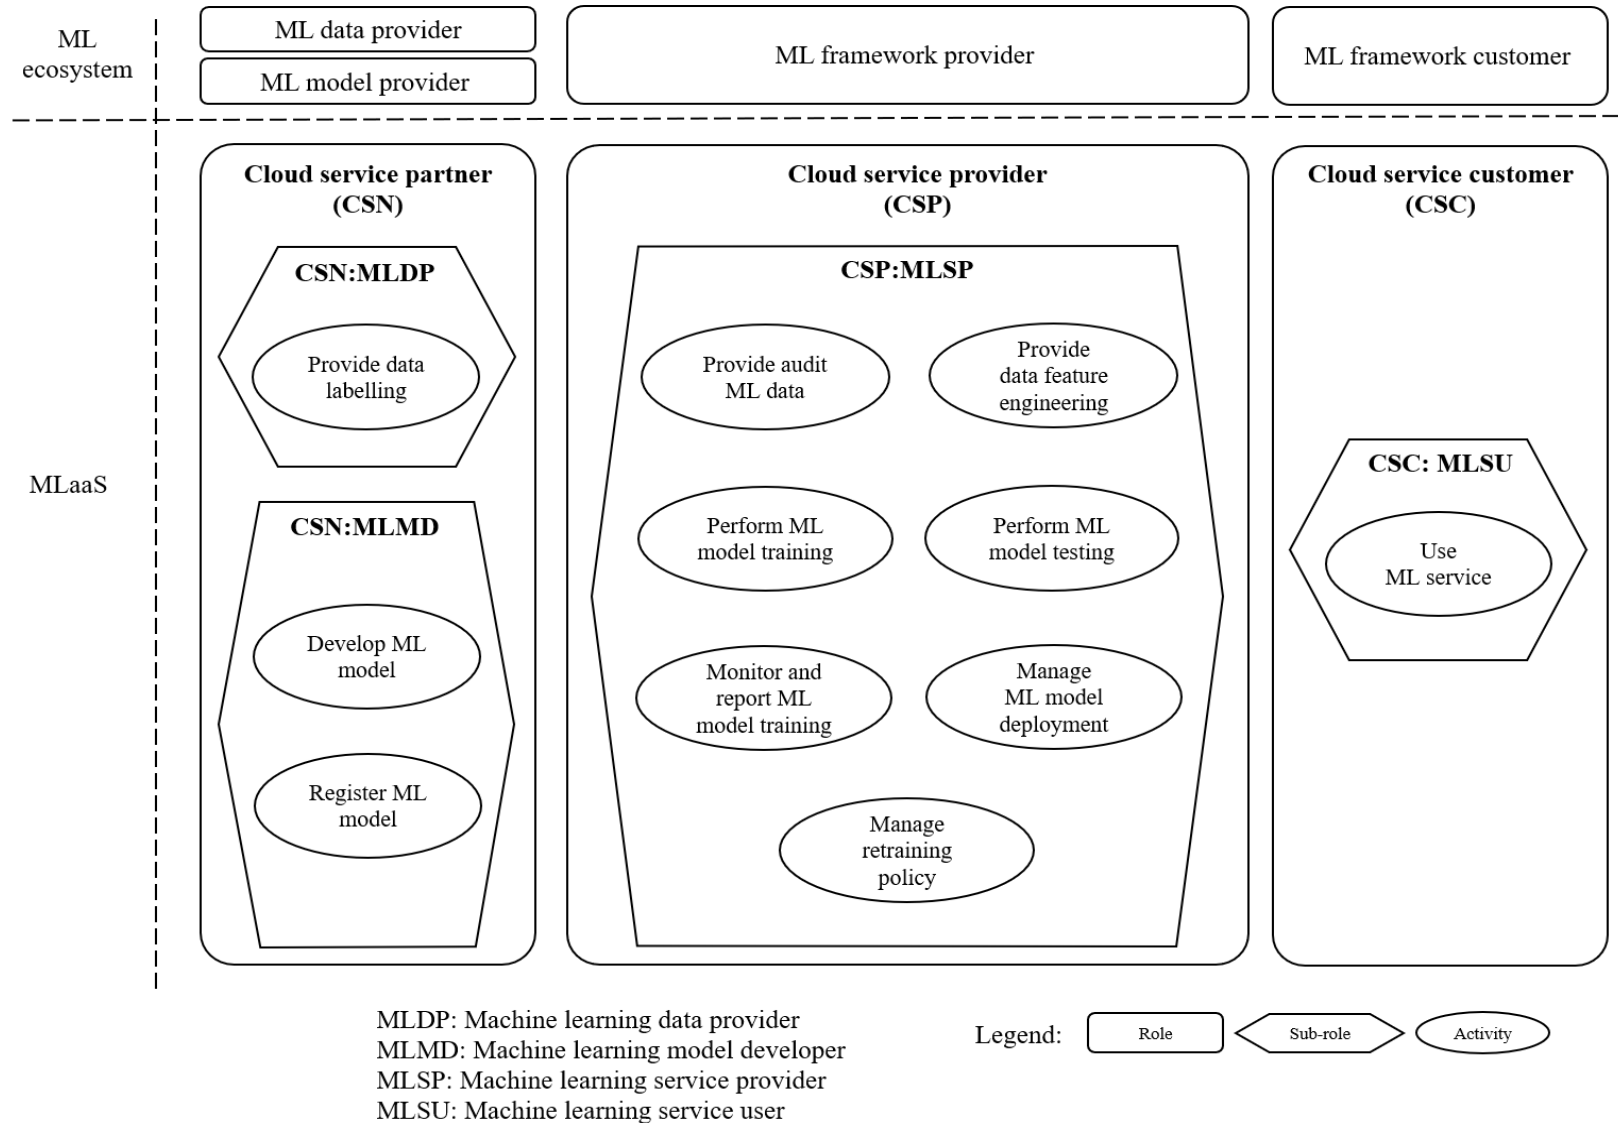 ML
ecosystem
ML data provider
ML model provider
ML framework provider
ML framework customer
MLaaS
Cloud service partner
(CSN)
CSN:MLDP
Provide data
labelling
CSN:MLMD
Develop ML
model
Register ML
model
Cloud service provider
(CSP)
CSP:MLSP
Provide audit
ML data
Provide
data feature
engineering
Perform ML
model training
Perform ML
model testing
Monitor and
report ML
model training
Manage
ML model
deployment
Manage
retraining
policy
Cloud service customer
(CSC)
CSC: MLSU
Use
ML service
MLDP: Machine learning data provider
MLMD: Machine learning model developer
MLSP: Machine learning service provider
MLSU: Machine learning service user
Legend:
Role
Sub-role
Activity